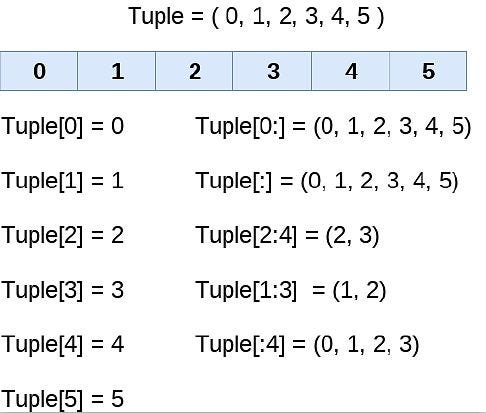 Tuple = ( 0, 1, 2, 3, 4, 5 )
0 1 2 3 4 5
Tuple[0] = 0 Tuple[0:] = (0, 1, 2, 3, 4, 5)
Tuple[1] = 1 Tuple[:] = (0, 1, 2, 3, 4, 5)
Tuple[2] = 2 Tuple[2:4] = (2, 3)
Tuple[3] = 3 Tuple[1:3] = (1, 2)
Tuple[4] = 4 Tuple[:4] = (0, 1, 2, 3)
Tuple[5] = 5